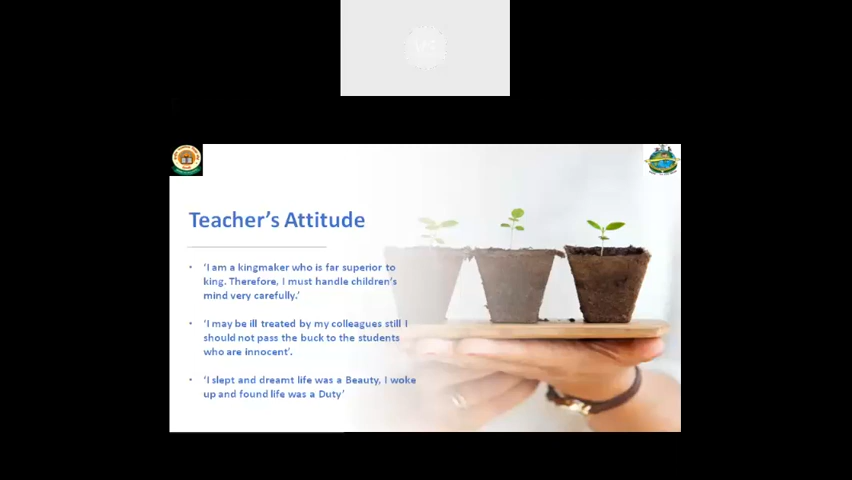 Teacher's Attitude
• 'I am a kingmaker who is far superior to
king. Therefore, I must handle children's
mind very carefully.'
• 'I may be ill treated by my colleagues still I
should not pass the buck to the students
who are innocent'.
• 'I slept and dreamt life was a Beauty, I woke
up and found life was a Duty'